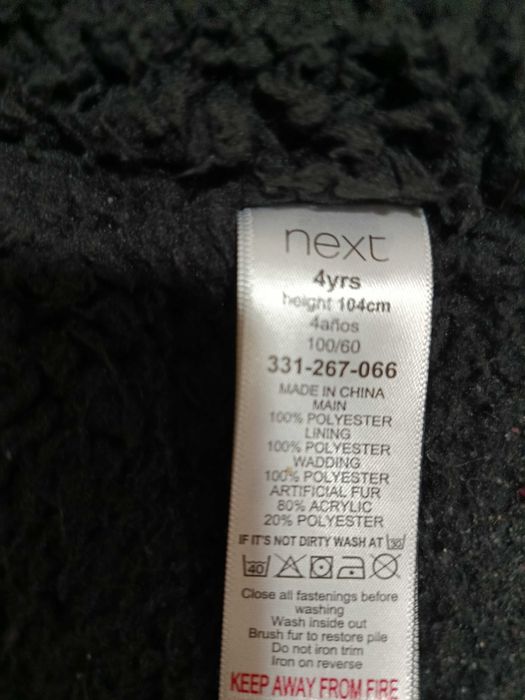 next
4yrs
height 104cm
4años
100/60
331-267-066
MADE IN CHINA
MAIN
100% POLYESTER
LINING
100% POLYESTER
WADDING
100% POLYESTER
ARTIFICIAL FUR
80% ACRYLIC
20% POLYESTER
IF IT'S NOT DIRTY WASH AT 30
40
Close all fastenings before
washing
Wash inside out
Brush fur to restore pile
Do not iron trim
Iron on reverse
KEEP AWAY FROM FIRE